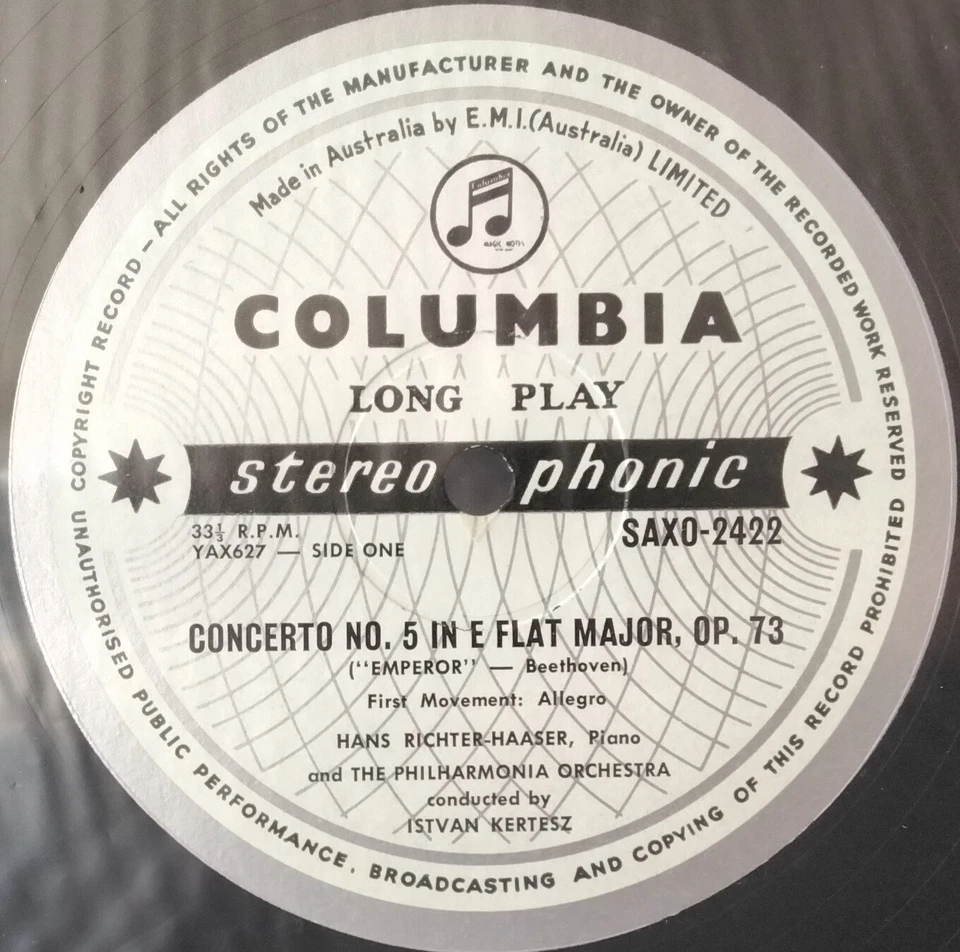 ALL RIGHTS OF THE MANUFACTURER AND THE OWNER OF THE RECORDED WORK RESERVED
UNAUTHORISED PUBLIC PERFORMANCE, BROADCASTING AND COPYING OF THIS RECORD PROHIBITED
COPYRIGHT RECORD –
Made in Australia by E.M.I.(Australia) LIMITED
Columbia
MAGIC NOTES
COLUMBIA
LONG PLAY
stereo phonic
33⅓ R.P.M.
SAXO-2422
YAX627 — SIDE ONE
CONCERTO NO. 5 IN E FLAT MAJOR, OP. 73
(''EMPEROR'' — Beethoven)
First Movement: Allegro
HANS RICHTER-HAASER, Piano
and THE PHILHARMONIA ORCHESTRA
conducted by
ISTVAN KERTESZ